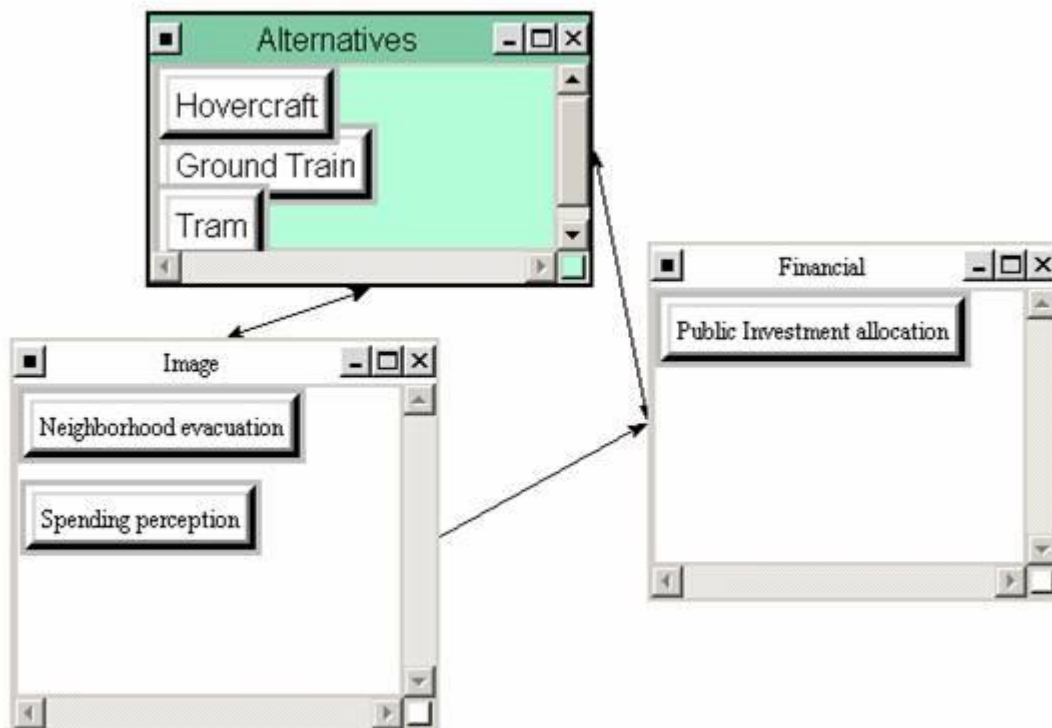 Alternatives
Hovercraft
Ground Train
Tram
Financial
Public Investment allocation
Image
Neighborhood evacuation
Spending perception